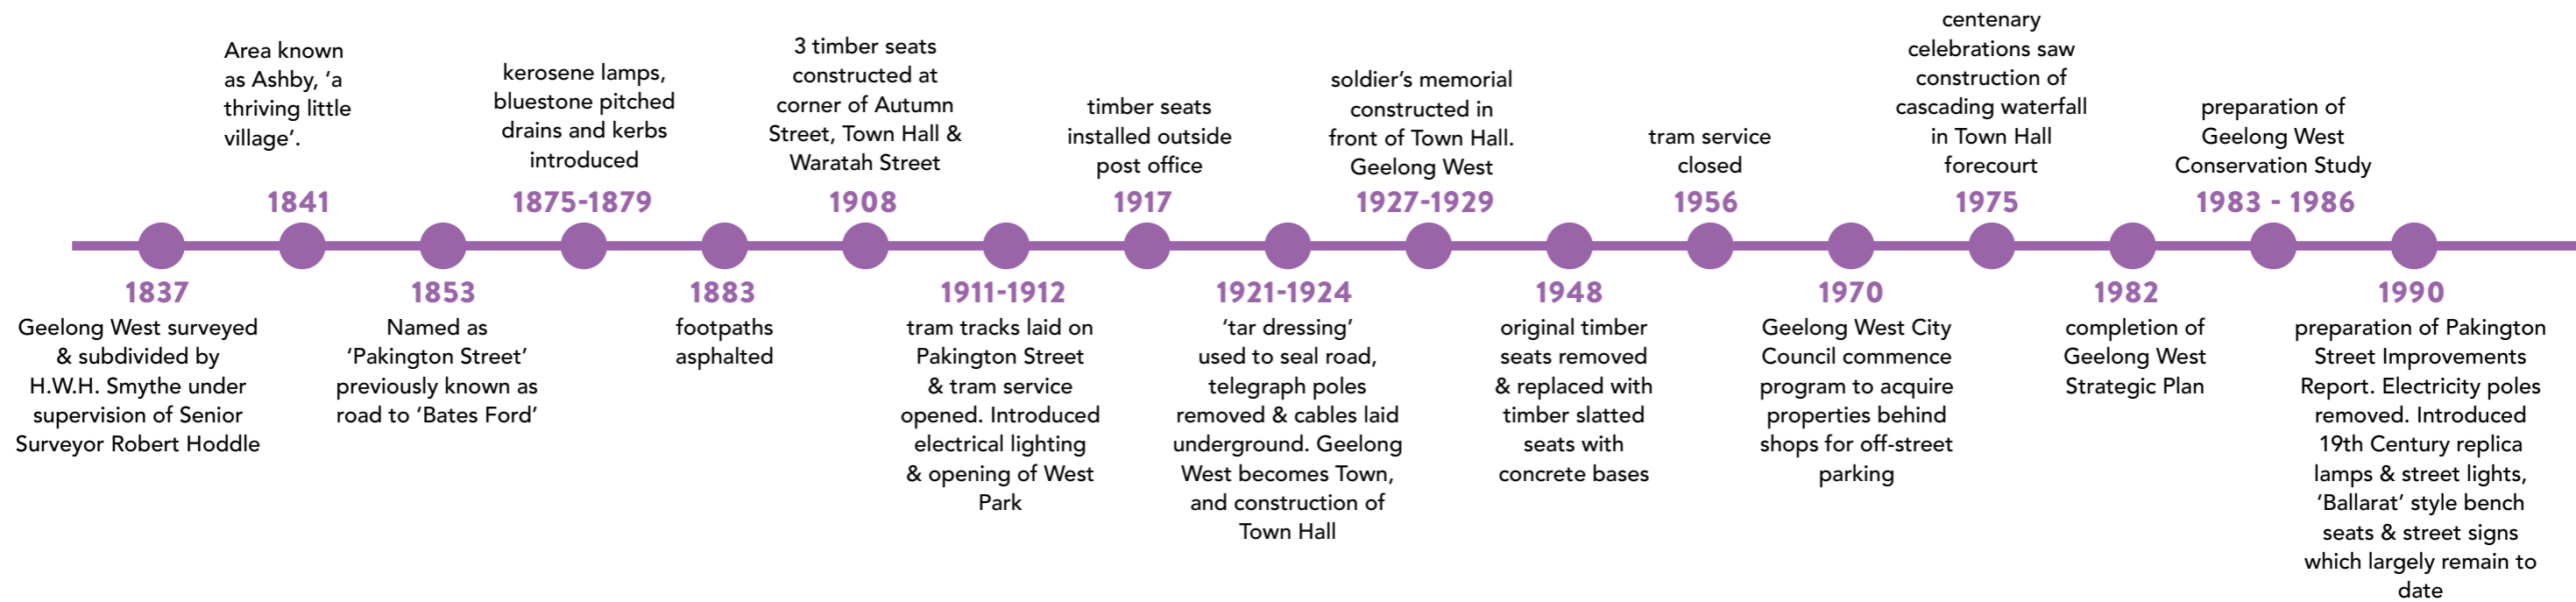 Geelong West surveyed
& subdivided by
H.W.H. Smythe under
supervision of Senior
Surveyor Robert Hoddle
1837
Area known
as Ashby, ‘a
thriving little
village’.
1841
1853
Named as
‘Pakington Street’
previously known as
road to ‘Bates Ford’
kerosene lamps,
bluestone pitched
drains and kerbs
introduced
1875-1879
1883
footpaths
asphalted
3 timber seats
constructed at
corner of Autumn
Street, Town Hall &
Waratah Street
1908
1911-1912
tram tracks laid on
Pakington Street
& tram service
opened. Introduced
electrical lighting
& opening of West
Park
timber seats
installed outside
post office
1917
1921-1924
‘tar dressing’
used to seal road,
telegraph poles
removed & cables laid
underground. Geelong
West becomes Town,
and construction of
Town Hall
soldier’s memorial
constructed in
front of Town Hall.
Geelong West
1927-1929
1948
original timber
seats removed
& replaced with
timber slatted
seats with
concrete bases
tram service
closed
1956
1970
Geelong West City
Council commence
program to acquire
properties behind
shops for off-street
parking
centenary
celebrations saw
construction of
cascading waterfall
in Town Hall
forecourt
1975
1982
completion of
Geelong West
Strategic Plan
preparation of
Geelong West
Conservation Study
1983 - 1986
1990
preparation of Pakington
Street Improvements
Report. Electricity poles
removed. Introduced
19th Century replica
lamps & street lights,
‘Ballarat’ style bench
seats & street signs
which largely remain to
date